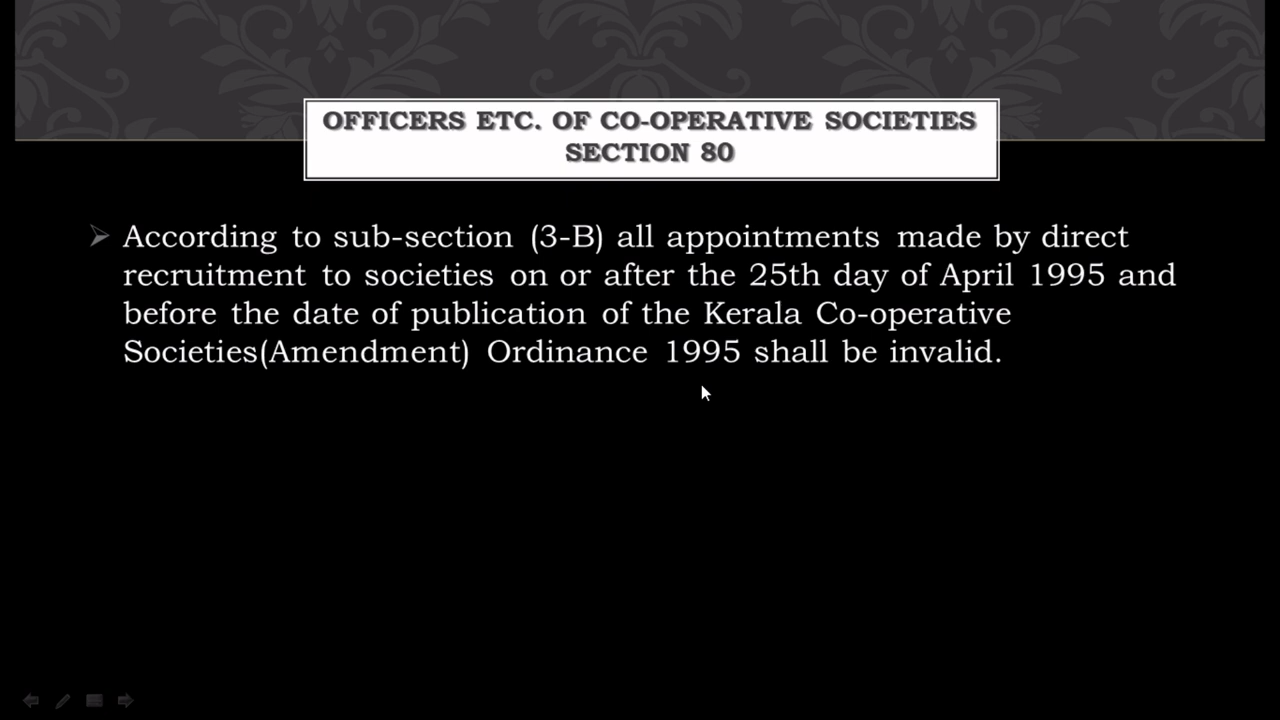 OFFICERS ETC. OF CO-OPERATIVE SOCIETIES
SECTION 80
According to sub-section (3-B) all appointments made by direct
recruitment to societies on or after the 25th day of April 1995 and
before the date of publication of the Kerala Co-operative
Societies(Amendment) Ordinance 1995 shall be invalid.